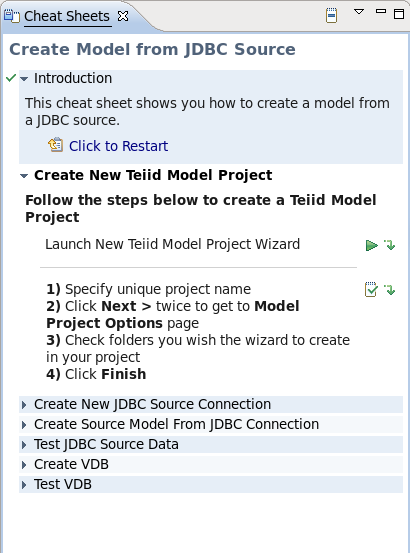 Cheat Sheets
Create Model from JDBC Source
Introduction
This cheat sheet shows you how to create a model from
a JDBC source.
Click to Restart
Create New Teiid Model Project
Follow the steps below to create a Teiid Model
Project
Launch New Teiid Model Project Wizard
1) Specify unique project name
2) Click Next > twice to get to Model
Project Options page
3) Check folders you wish the wizard to create
in your project
4) Click Finish
Create New JDBC Source Connection
Create Source Model From JDBC Connection
Test JDBC Source Data
Create VDB
Test VDB